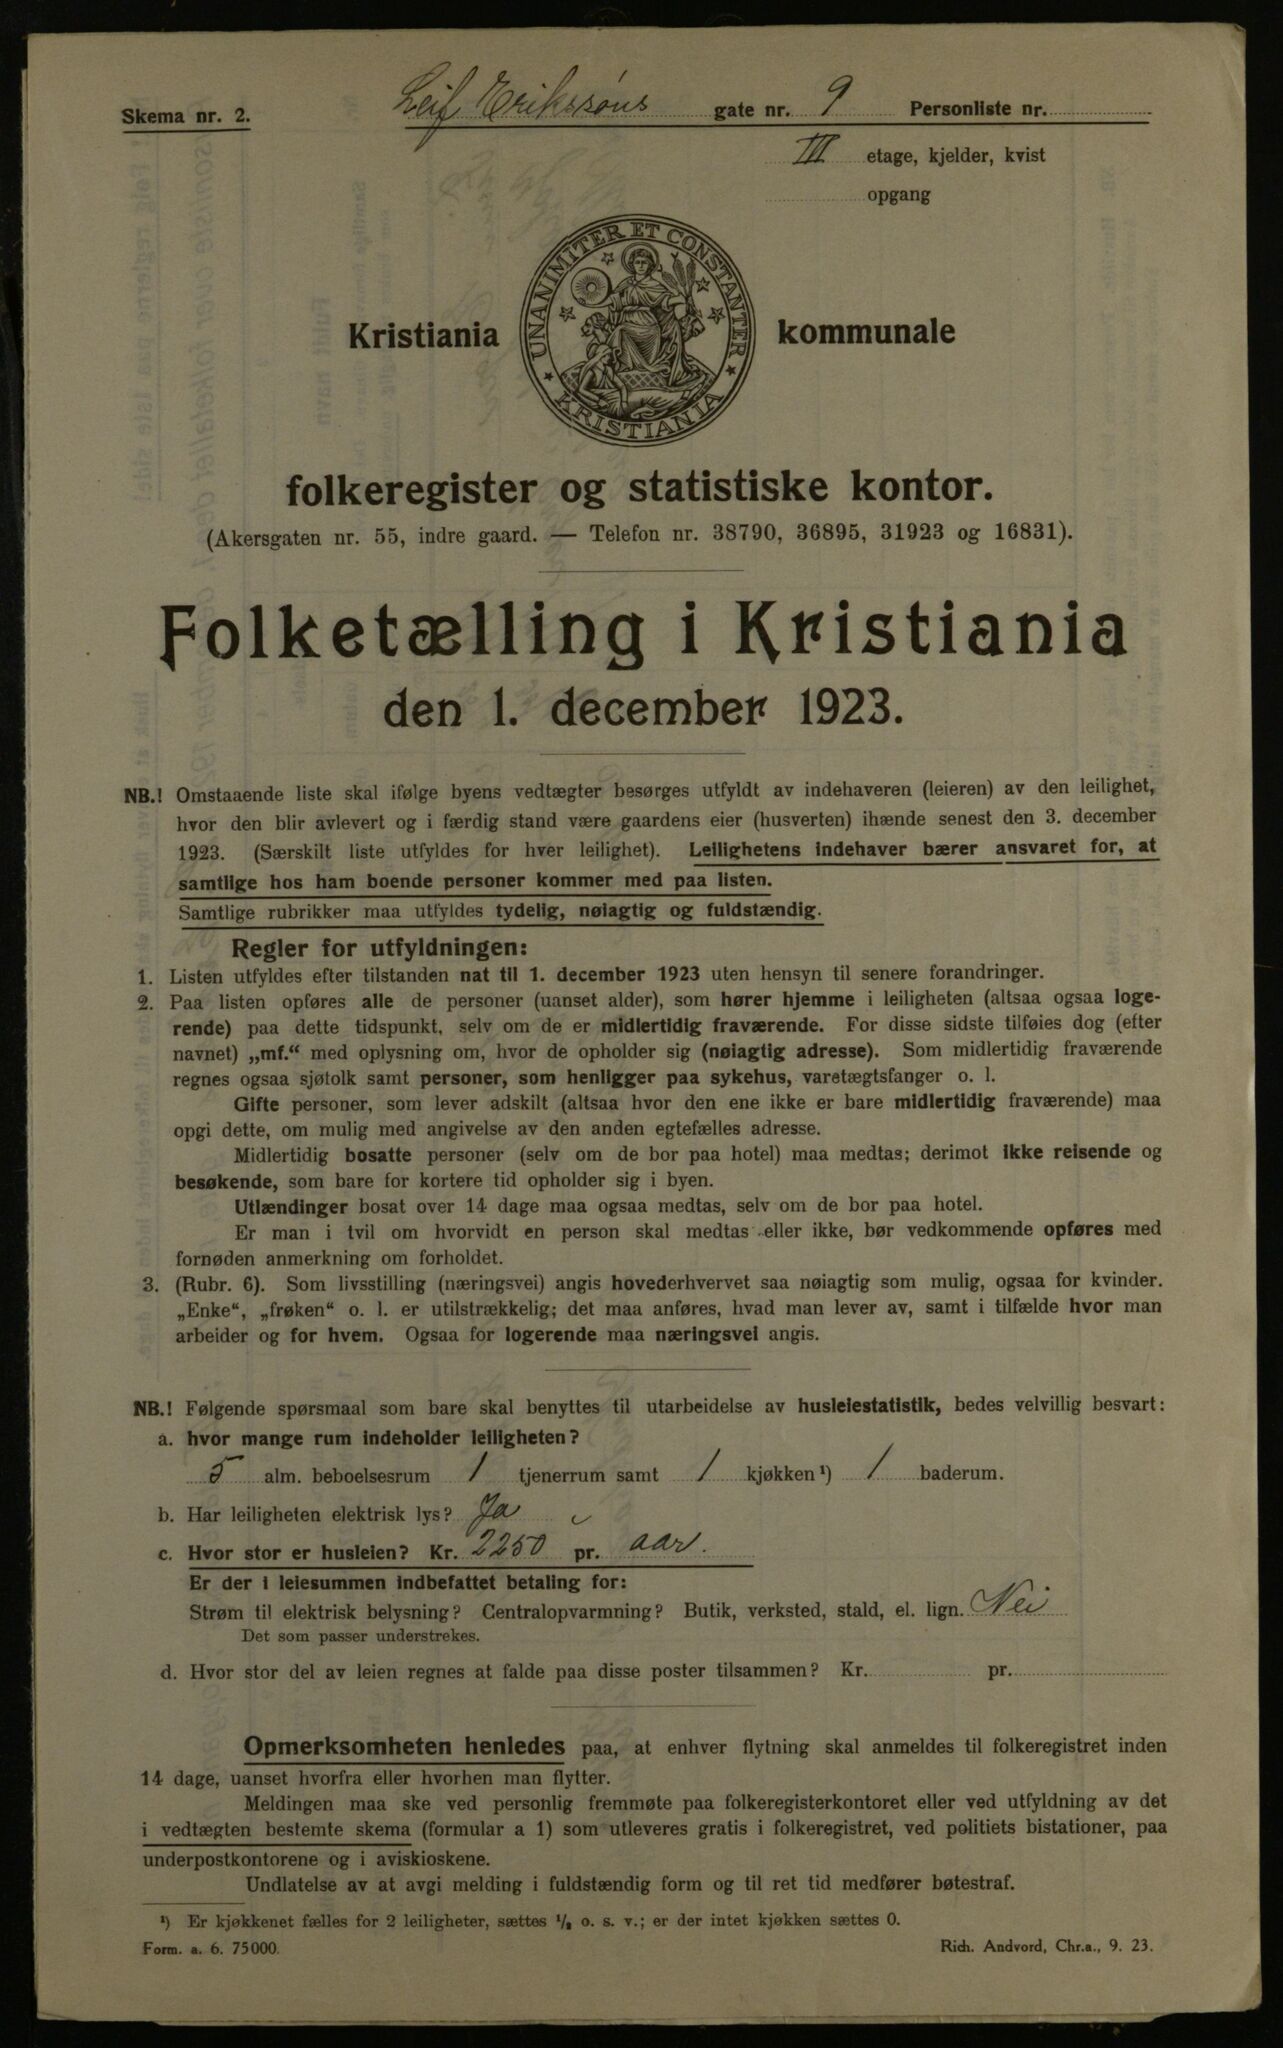 Skema nr. 2. Leif Erikssøns gate nr. 9 Personliste nr.
III etage, kjelder, kvist
opgang
UNANIMITER ET CONSTANTER
KRISTIANIA
Kristiania kommunale
folkeregister og statistiske kontor.
(Akersgaten nr. 55, indre gaard. — Telefon nr. 38790, 36895, 31923 og 16831).
Folketælling i Kristiania
den 1. december 1923.
NB.! Omstaaende liste skal ifølge byens vedtægter besørges utfyldt av indehaveren (leieren) av den leilighet,
hvor den blir avlevert og i færdig stand være gaardens eier (husverten) ihænde senest den 3. december
1923. (Særskilt liste utfyldes for hver leilighet). Leilighetens indehaver bærer ansvaret for, at
samtlige hos ham boende personer kommer med paa listen.
Samtlige rubrikker maa utfyldes tydelig, nøiagtig og fuldstændig.
Regler for utfyldningen:
1. Listen utfyldes efter tilstanden nat til 1. december 1923 uten hensyn til senere forandringer.
2. Paa listen opføres alle de personer (uanset alder), som hører hjemme i leiligheten (altsaa ogsaa loge-
rende) paa dette tidspunkt, selv om de er midlertidig fraværende. For disse sidste tilføies dog (efter
navnet) „mf.“ med oplysning om, hvor de opholder sig (nøiagtig adresse). Som midlertidig fraværende
regnes ogsaa sjøtolk samt personer, som henligger paa sykehus, varetægtsfanger o. l.
Gifte personer, som lever adskilt (altsaa hvor den ene ikke er bare midlertidig fraværende) maa
opgi dette, om mulig med angivelse av den anden egtefælles adresse.
Midlertidig bosatte personer (selv om de bor paa hotel) maa medtas; derimot ikke reisende og
besøkende, som bare for kortere tid opholder sig i byen.
Utlændinger bosat over 14 dage maa ogsaa medtas, selv om de bor paa hotel.
Er man i tvil om hvorvidt en person skal medtas eller ikke, bør vedkommende opføres med
fornøden anmerkning om forholdet.
3. (Rubr. 6). Som livsstilling (næringsvei) angis hovederhvervet saa nøiagtig som mulig, ogsaa for kvinder.
„Enke“, „frøken“ o. l. er utilstrækkelig; det maa anføres, hvad man lever av, samt i tilfælde hvor man
arbeider og for hvem. Ogsaa for logerende maa næringsvei angis.
NB.! Følgende spørsmaal som bare skal benyttes til utarbeidelse av husleiestatistik, bedes velvillig besvart:
a. hvor mange rum indeholder leiligheten?
5 alm. beboelsesrum 1 tjenerrum samt 1 kjøkken¹) 1 baderum.
b. Har leiligheten elektrisk lys? Ja
c. Hvor stor er husleien? Kr. 2250 pr. aar.
Er der i leiesummen indbefattet betaling for:
Strøm til elektrisk belysning? Centralopvarmning? Butik, verksted, stald, el. lign. Nei
Det som passer understrekes.
d. Hvor stor del av leien regnes at falde paa disse poster tilsammen? Kr. pr.
Opmerksomheten henledes paa, at enhver flytning skal anmeldes til folkeregistret inden
14 dage, uanset hvorfra eller hvorhen man flytter.
Meldingen maa ske ved personlig fremmøte paa folkeregisterkontoret eller ved utfyldning av det
i vedtægten bestemte skema (formular a 1) som utleveres gratis i folkeregistret, ved politiets bistationer, paa
underpostkontorene og i aviskioskene.
Undlatelse av at avgi melding i fuldstændig form og til ret tid medfører bøtestraf.
¹) Er kjøkkenet fælles for 2 leiligheter, sættes ½ o. s. v.; er der intet kjøkken sættes 0.
Form. a. 6. 75000. Rich. Andvord, Chr.a., 9. 23.